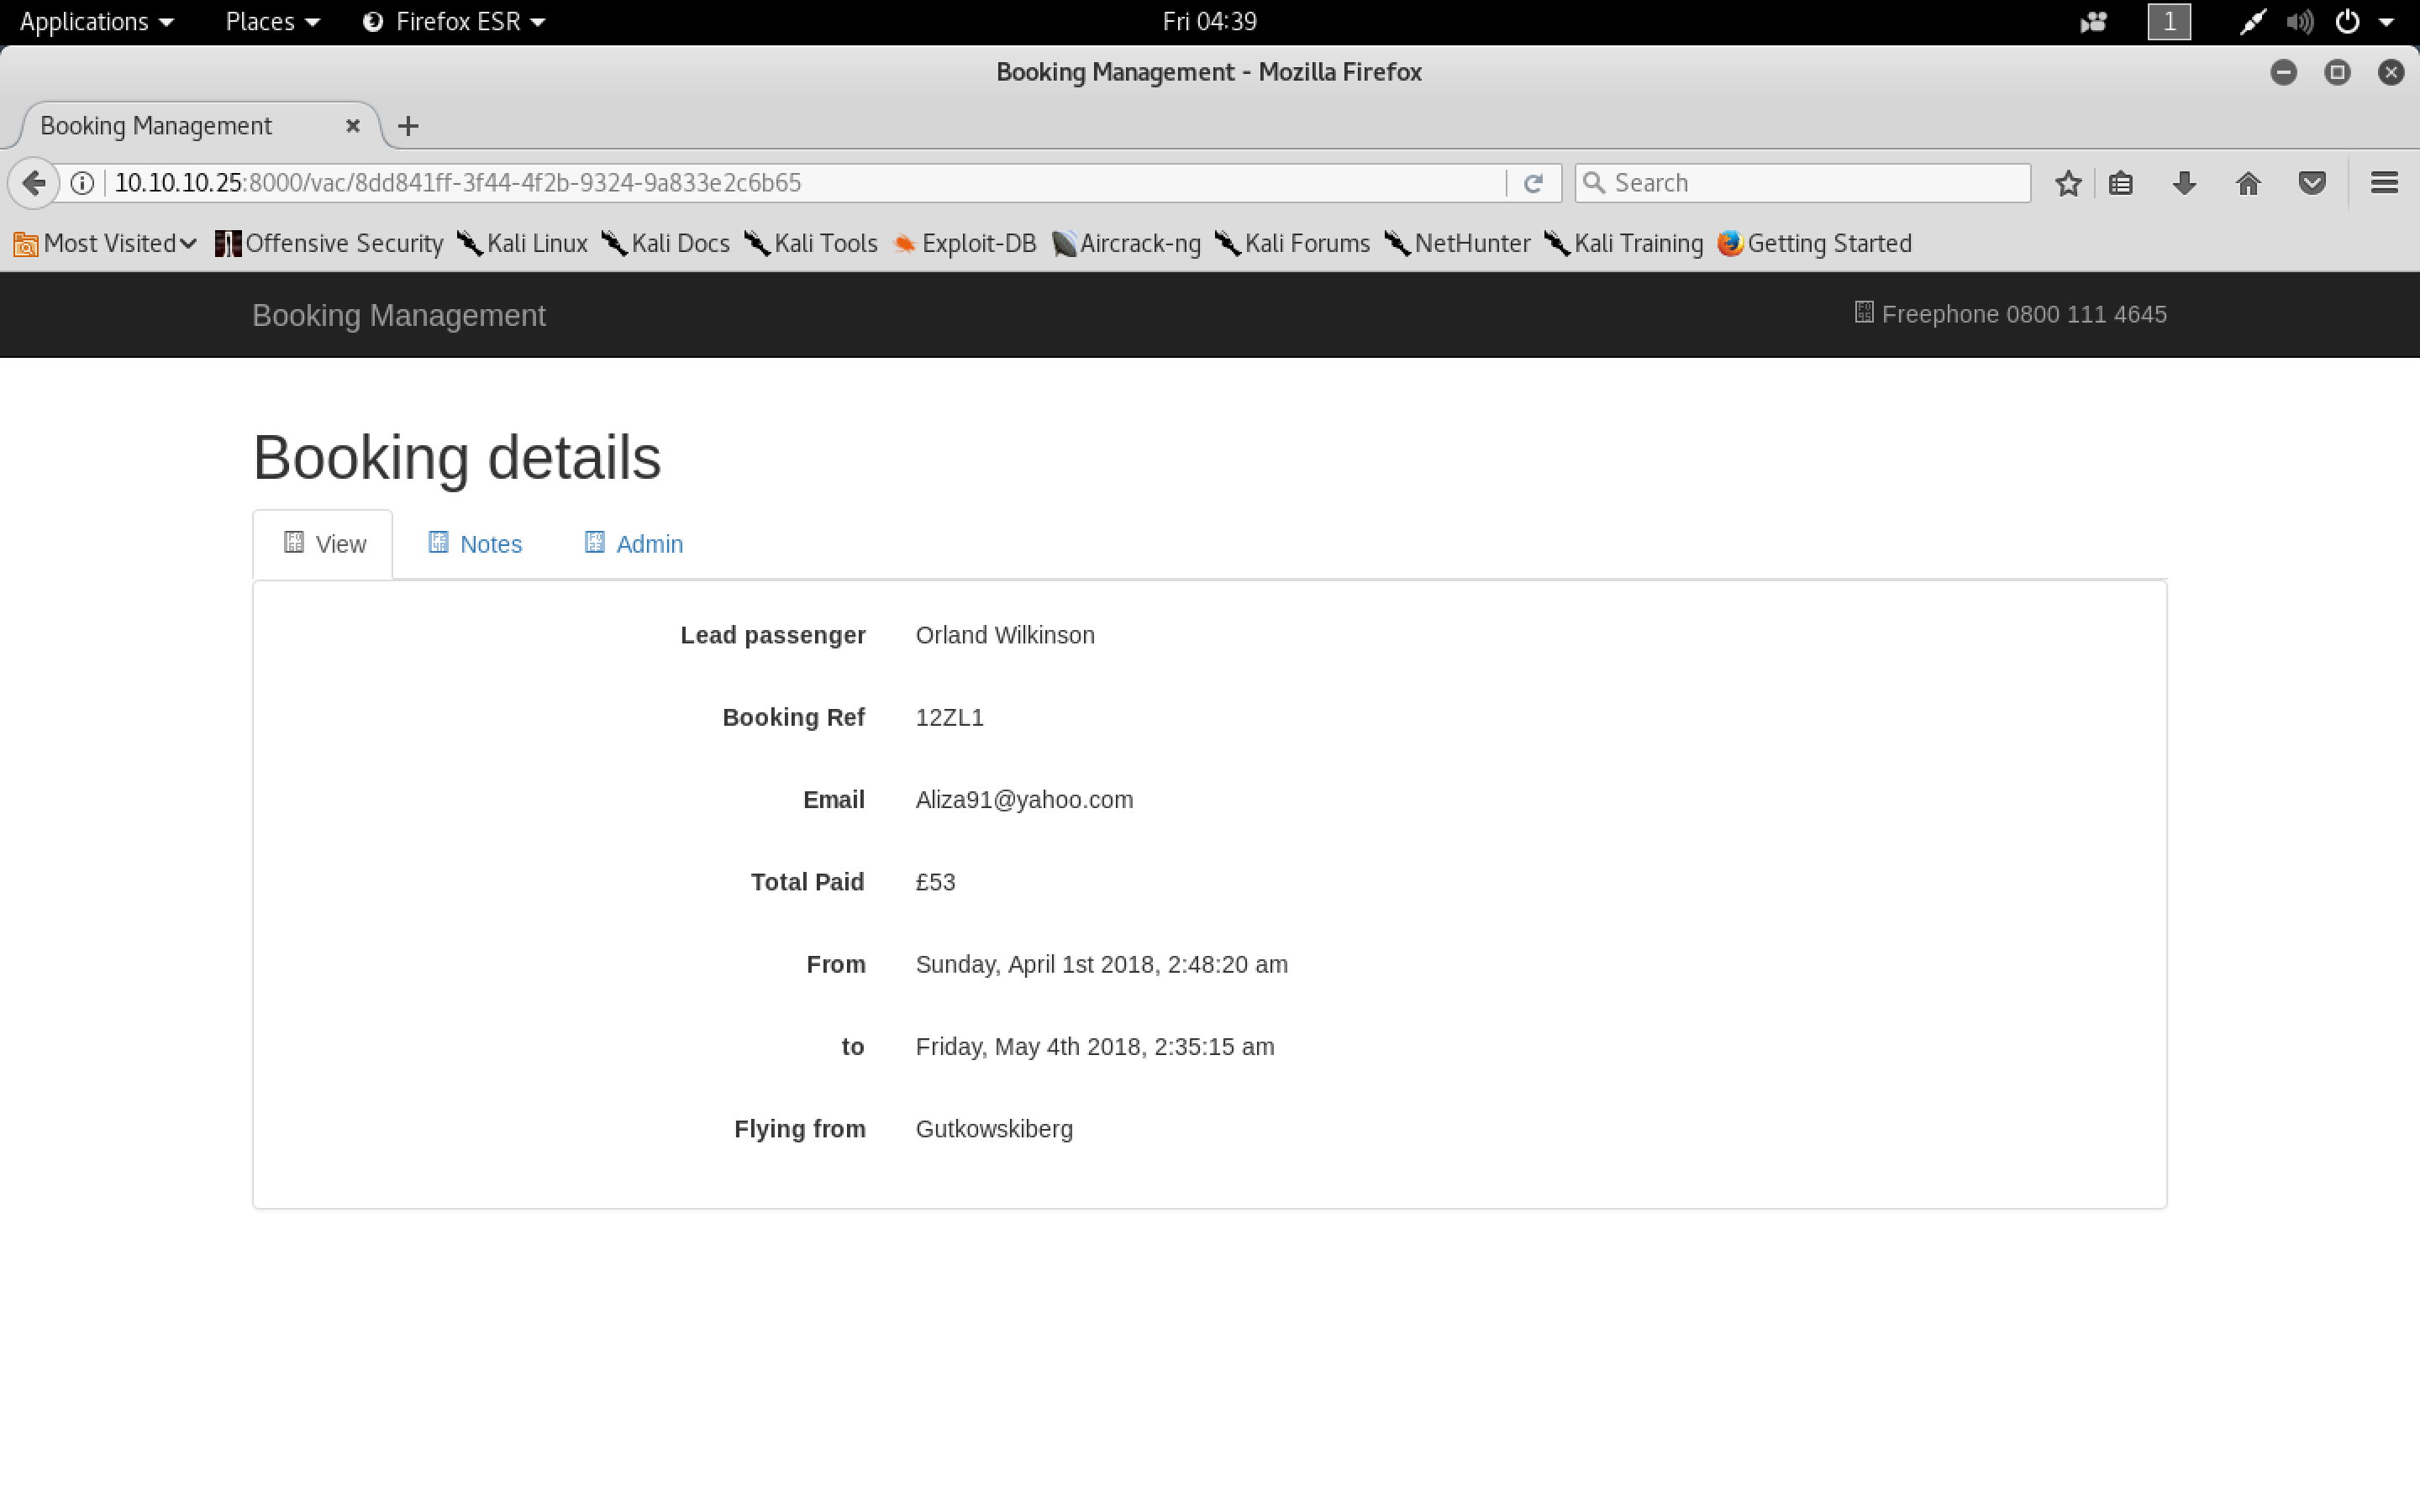 Applications Places Firefox ESR Fri 04:39 1
Booking Management - Mozilla Firefox
Booking Management
10.10.10.25:8000/vac/8dd841ff-3f44-4f2b-9324-9a833e2c6b65 Search
Most Visited Offensive Security Kali Linux Kali Docs Kali Tools Exploit-DB Aircrack-ng Kali Forums NetHunter Kali Training Getting Started
Booking Management Freephone 0800 111 4645
Booking details
View Notes Admin
Lead passenger Orland Wilkinson
Booking Ref 12ZL1
Email Aliza91@yahoo.com
Total Paid £53
From Sunday, April 1st 2018, 2:48:20 am
to Friday, May 4th 2018, 2:35:15 am
Flying from Gutkowskiberg